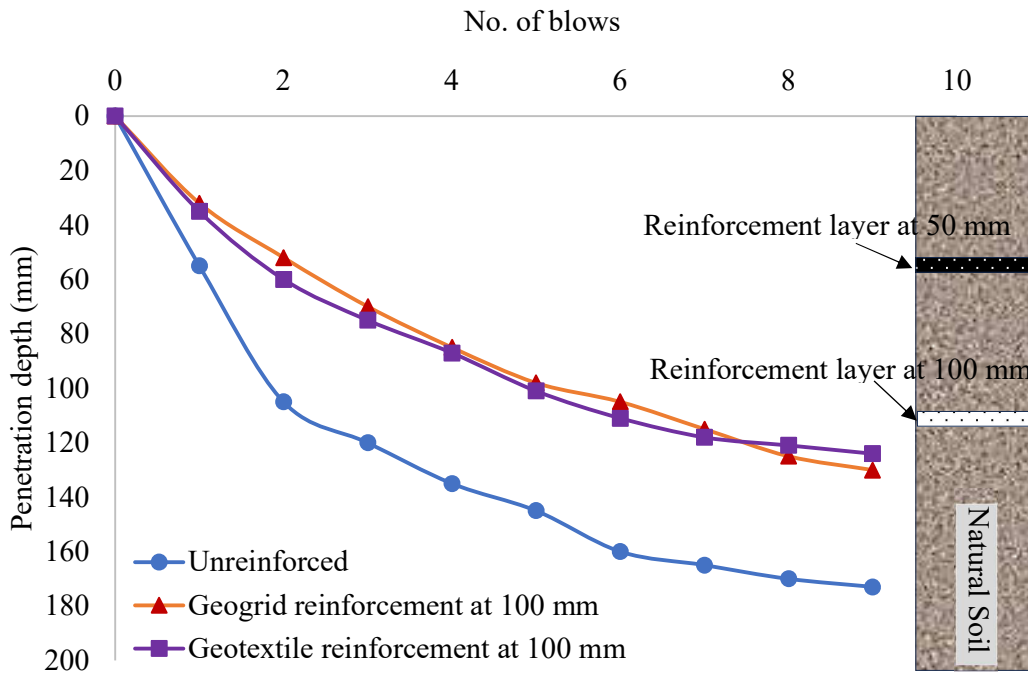 No. of blows
0 2 4 6 8 10
0
20
40
60
80
100
120
140
160
180
200
Penetration depth (mm)
Reinforcement layer at 50 mm
Reinforcement layer at 100 mm
Natural Soil
Unreinforced
Geogrid reinforcement at 100 mm
Geotextile reinforcement at 100 mm